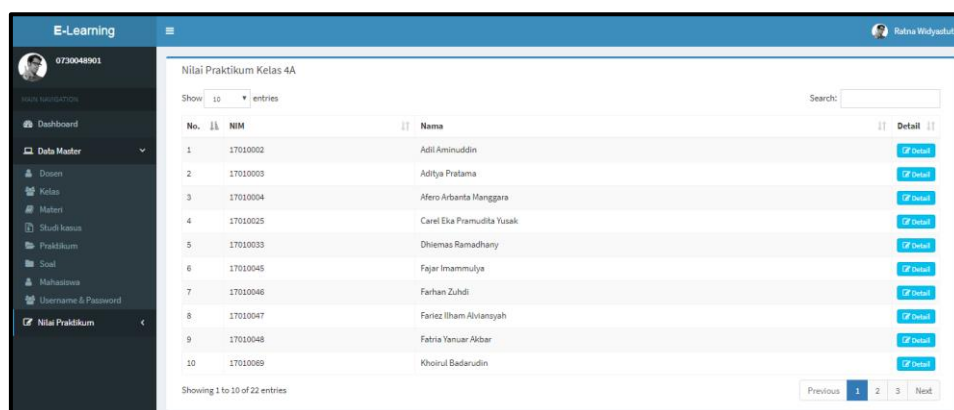 E-Learning
Ratna Widyastut
0730048901
MAIN NAVIGATION
Dashboard
Data Master
Dosen
Kelas
Materi
Studi kasus
Praktikum
Soal
Mahasiswa
Username & Password
Nilai Praktikum
Nilai Praktikum Kelas 4A
Show 10 entries Search:
No. NIM Nama Detail
1 17010002 Adil Aminuddin Detail
2 17010003 Aditya Pratama Detail
3 17010004 Afero Arbanta Manggara Detail
4 17010025 Carel Eka Pramudita Yusak Detail
5 17010033 Dhiemas Ramadhany Detail
6 17010045 Fajar Imammulya Detail
7 17010046 Farhan Zuhdi Detail
8 17010047 Fariez Ilham Alviansyah Detail
9 17010048 Fatria Yanuar Akbar Detail
10 17010069 Khoirul Badarudin Detail
Showing 1 to 10 of 22 entries Previous 1 2 3 Next